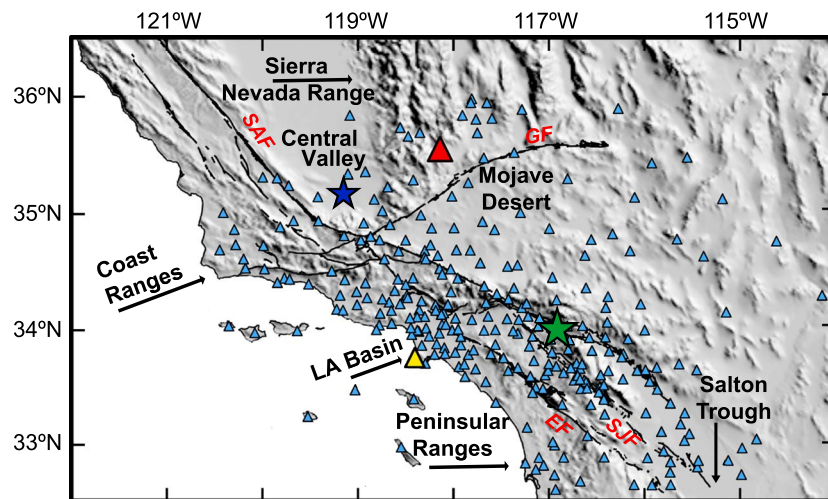 121ºW 119ºW 117ºW 115ºW
36ºN
35ºN
34ºN
33ºN
Sierra
Nevada Range
SAF
Central
Valley
GF
Mojave
Desert
Coast
Ranges
LA Basin
Peninsular
Ranges
EF
SJF
Salton
Trough